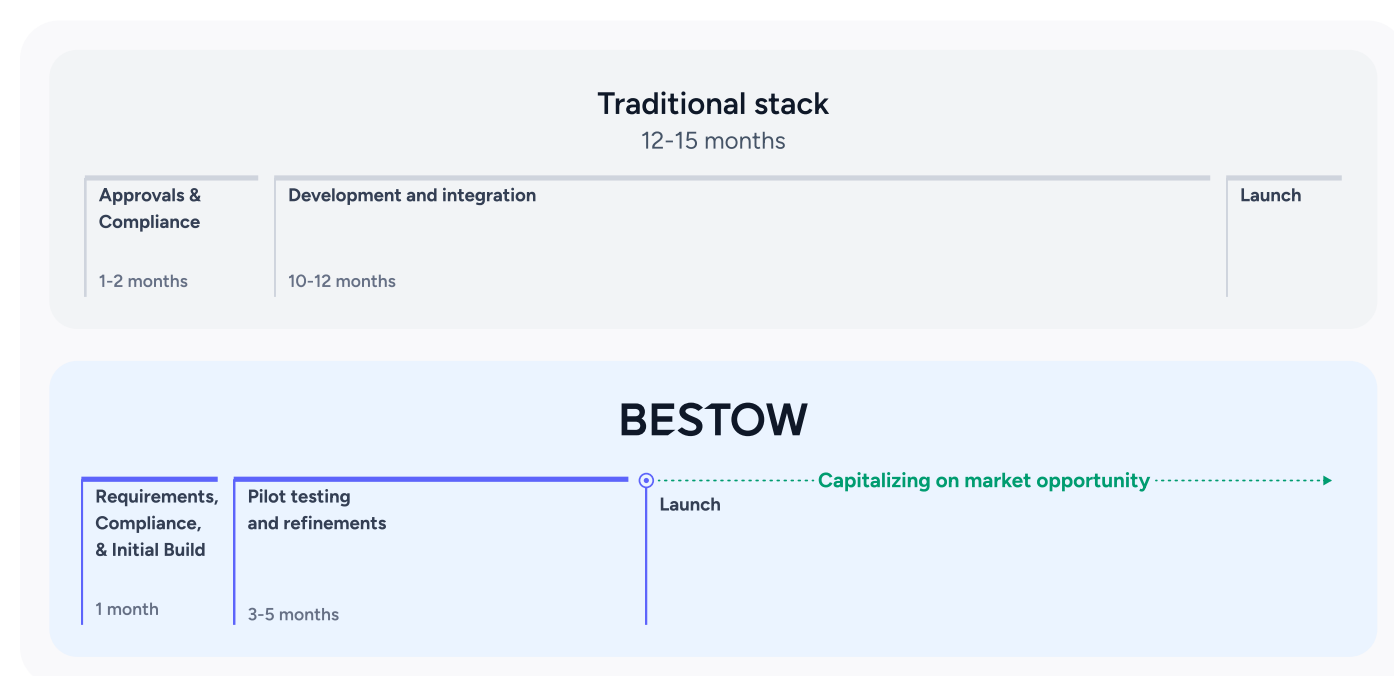 Traditional stack
12-15 months
Approvals &
Compliance
1-2 months
Development and integration
10-12 months
Launch
BESTOW
Requirements,
Compliance,
& Initial Build
1 month
Pilot testing
and refinements
3-5 months
Launch
Capitalizing on market opportunity